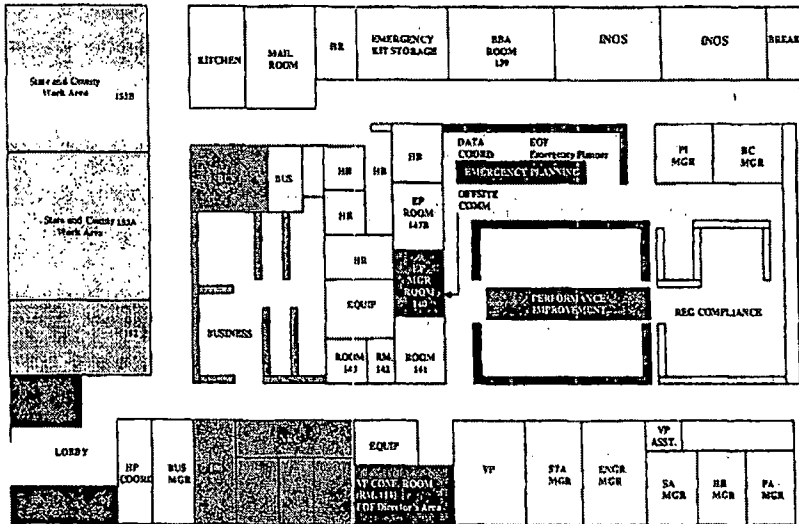 State and County
Work Area 153B
KITCHEN
MAIL
ROOM
HR
EMERGENCY
KIT STORAGE
BBA
ROOM
139
INOS
INOS
BREAK
State and County 153A
Work Area
BUS
HR
HR
HR
HR
HR
EP
ROOM
147B
EP
MGR
ROOM
DATA
COORD
EOF
Emergency Planner
EMERGENCY PLANNING
OFFSITE
COMM
PI
MGR
RC
MGR
BUSINESS
EQUIP
ROOM
143
RM.
142
ROOM
141
PERFORMANCE
IMPROVEMENT
REG COMPLIANCE
LOBBY
HP
COORD
BUS
MGR
EQUIP
VP CONF. ROOM
EOF Director's Area
VP
STA
MGR
ENGR
MGR
VP
ASST.
SA
MGR
HR
MGR
PA
MGR